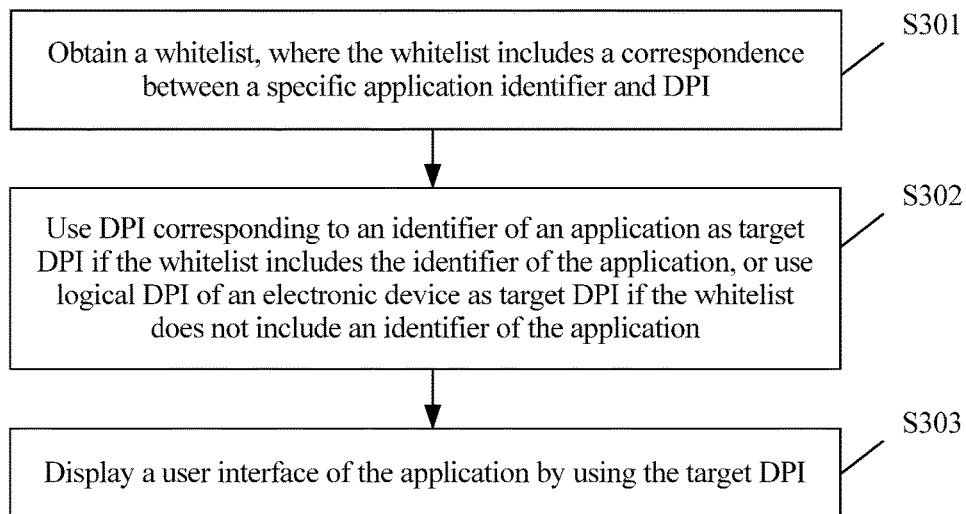 S301
Obtain a whitelist, where the whitelist includes a correspondence
between a specific application identifier and DPI
S302
Use DPI corresponding to an identifier of an application as target
DPI if the whitelist includes the identifier of the application, or use
logical DPI of an electronic device as target DPI if the whitelist
does not include an identifier of the application
S303
Display a user interface of the application by using the target DPI